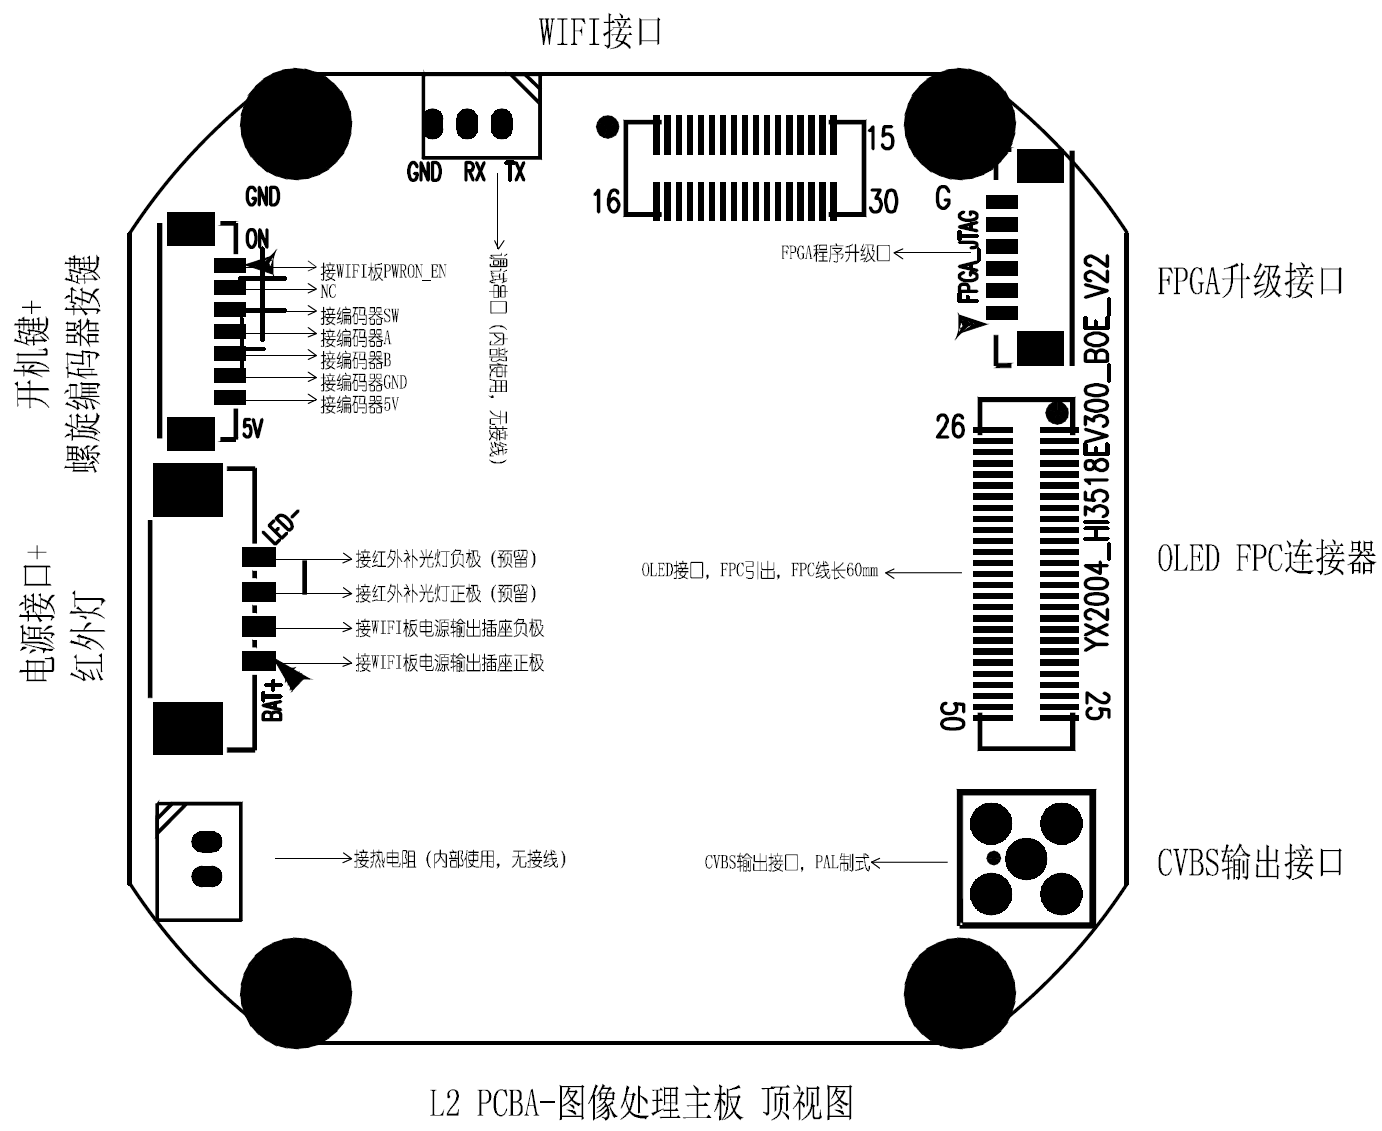 WIFI接口
GND RX TX
15
16
30
GND
ON
接WIFI板PWRON_EN
NC
接编码器SW
接编码器A
接编码器B
接编码器GND
接编码器5V
5V
开机键+
螺旋编码器按键
调试串口（内部使用，无接线）
G
FPGA_JTAG
FPGA程序升级口
FPGA升级接口
YX2004_HI3518EV300_BOE_V22
26
50
25
OLED接口，FPC引出，FPC线长60mm
OLED FPC连接器
电源接口+
红外灯
LED-
接红外补光灯负极（预留）
接红外补光灯正极（预留）
接WIFI板电源输出插座负极
接WIFI板电源输出插座正极
BAT+
接热电阻（内部使用，无接线）
CVBS输出接口，PAL制式
CVBS输出接口
L2 PCBA-图像处理主板 顶视图